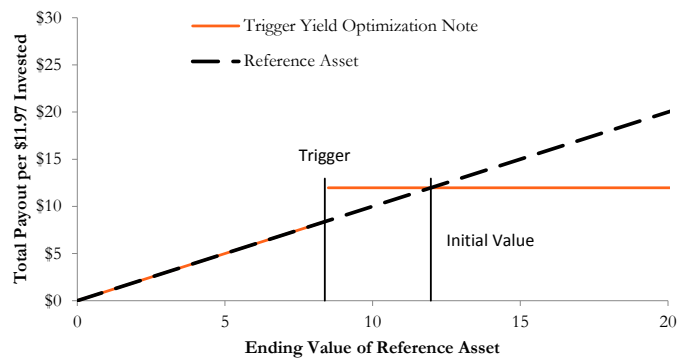 Total Payout per $11.97 Invested
$30
$25
$20
$15
$10
$5
$0
Trigger Yield Optimization Note
Reference Asset
Trigger
Initial Value
0
5
10
15
20
Ending Value of Reference Asset